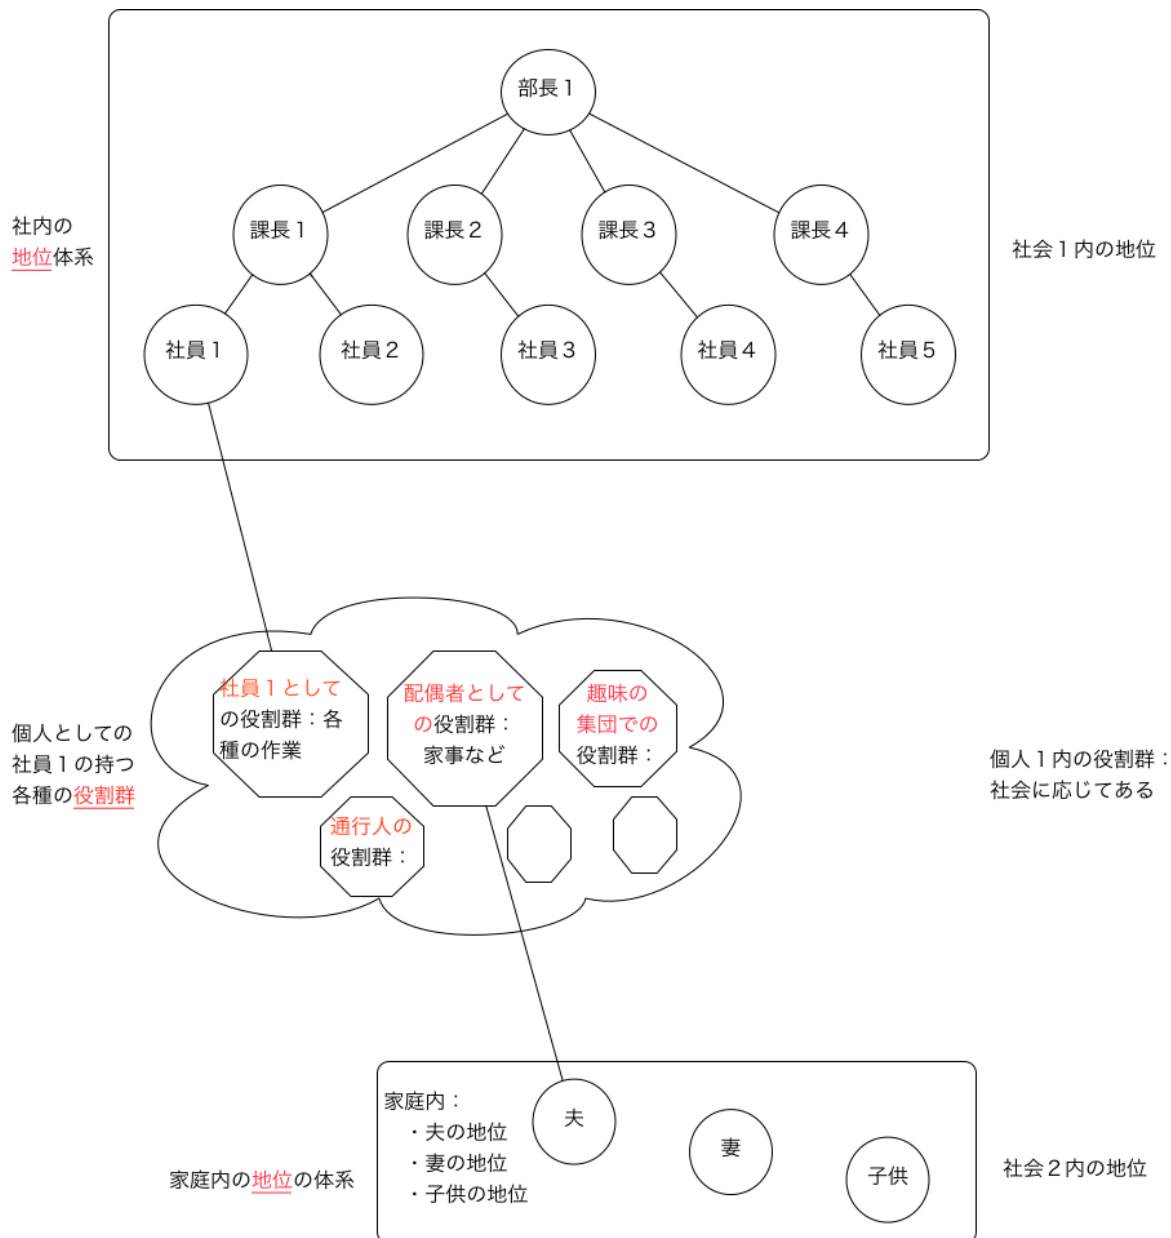 部長１
課長１
課長２
課長３
課長４
社内の
地位体系
社会１内の地位
社員１
社員２
社員３
社員４
社員５
社員１として
の役割群：各
種の作業
配偶者として
の役割群：
家事など
趣味の
集団での
役割群：
個人としての
社員１の持つ
各種の役割群
個人１内の役割群：
社会に応じてある
通行人の
役割群：
家庭内：
・夫の地位
・妻の地位
・子供の地位
夫
妻
子供
家庭内の地位の体系
社会２内の地位